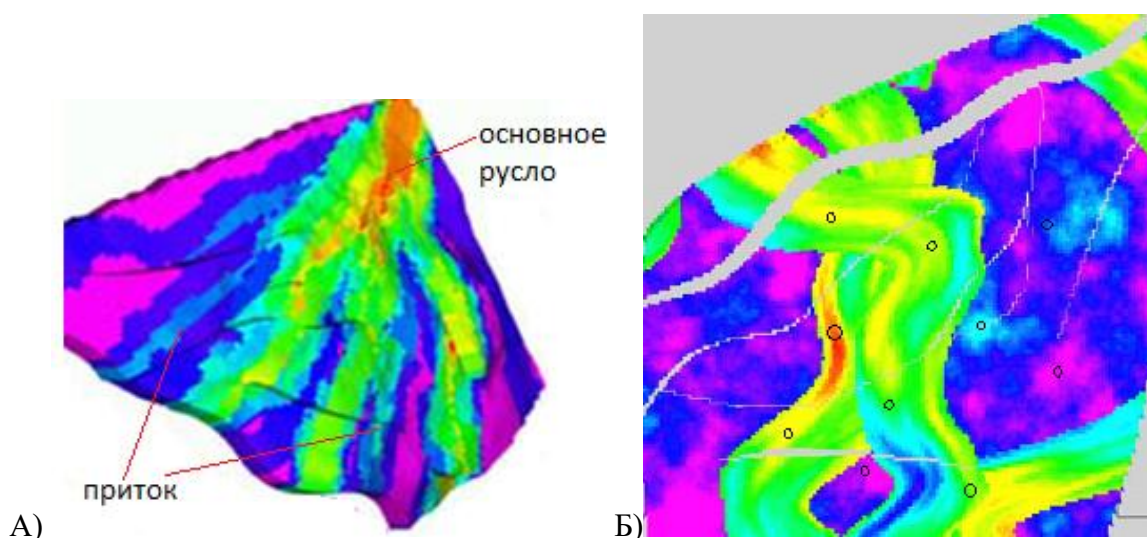 основное
русло
приток
А)
Б)